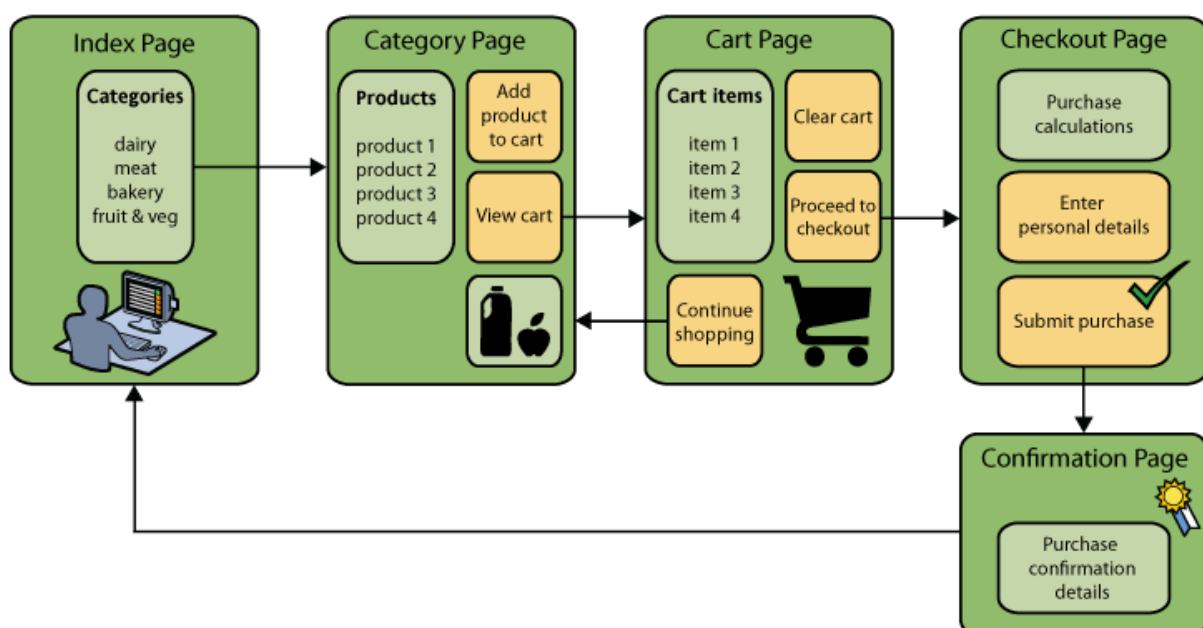 Index Page
Categories
dairy
meat
bakery
fruit & veg
Category Page
Products
product 1
product 2
product 3
product 4
Add
product
to cart
View cart
Cart Page
Cart items
item 1
item 2
item 3
item 4
Clear cart
Proceed to
checkout
Continue
shopping
Checkout Page
Purchase
calculations
Enter
personal details
Submit purchase
Confirmation Page
Purchase
confirmation
details